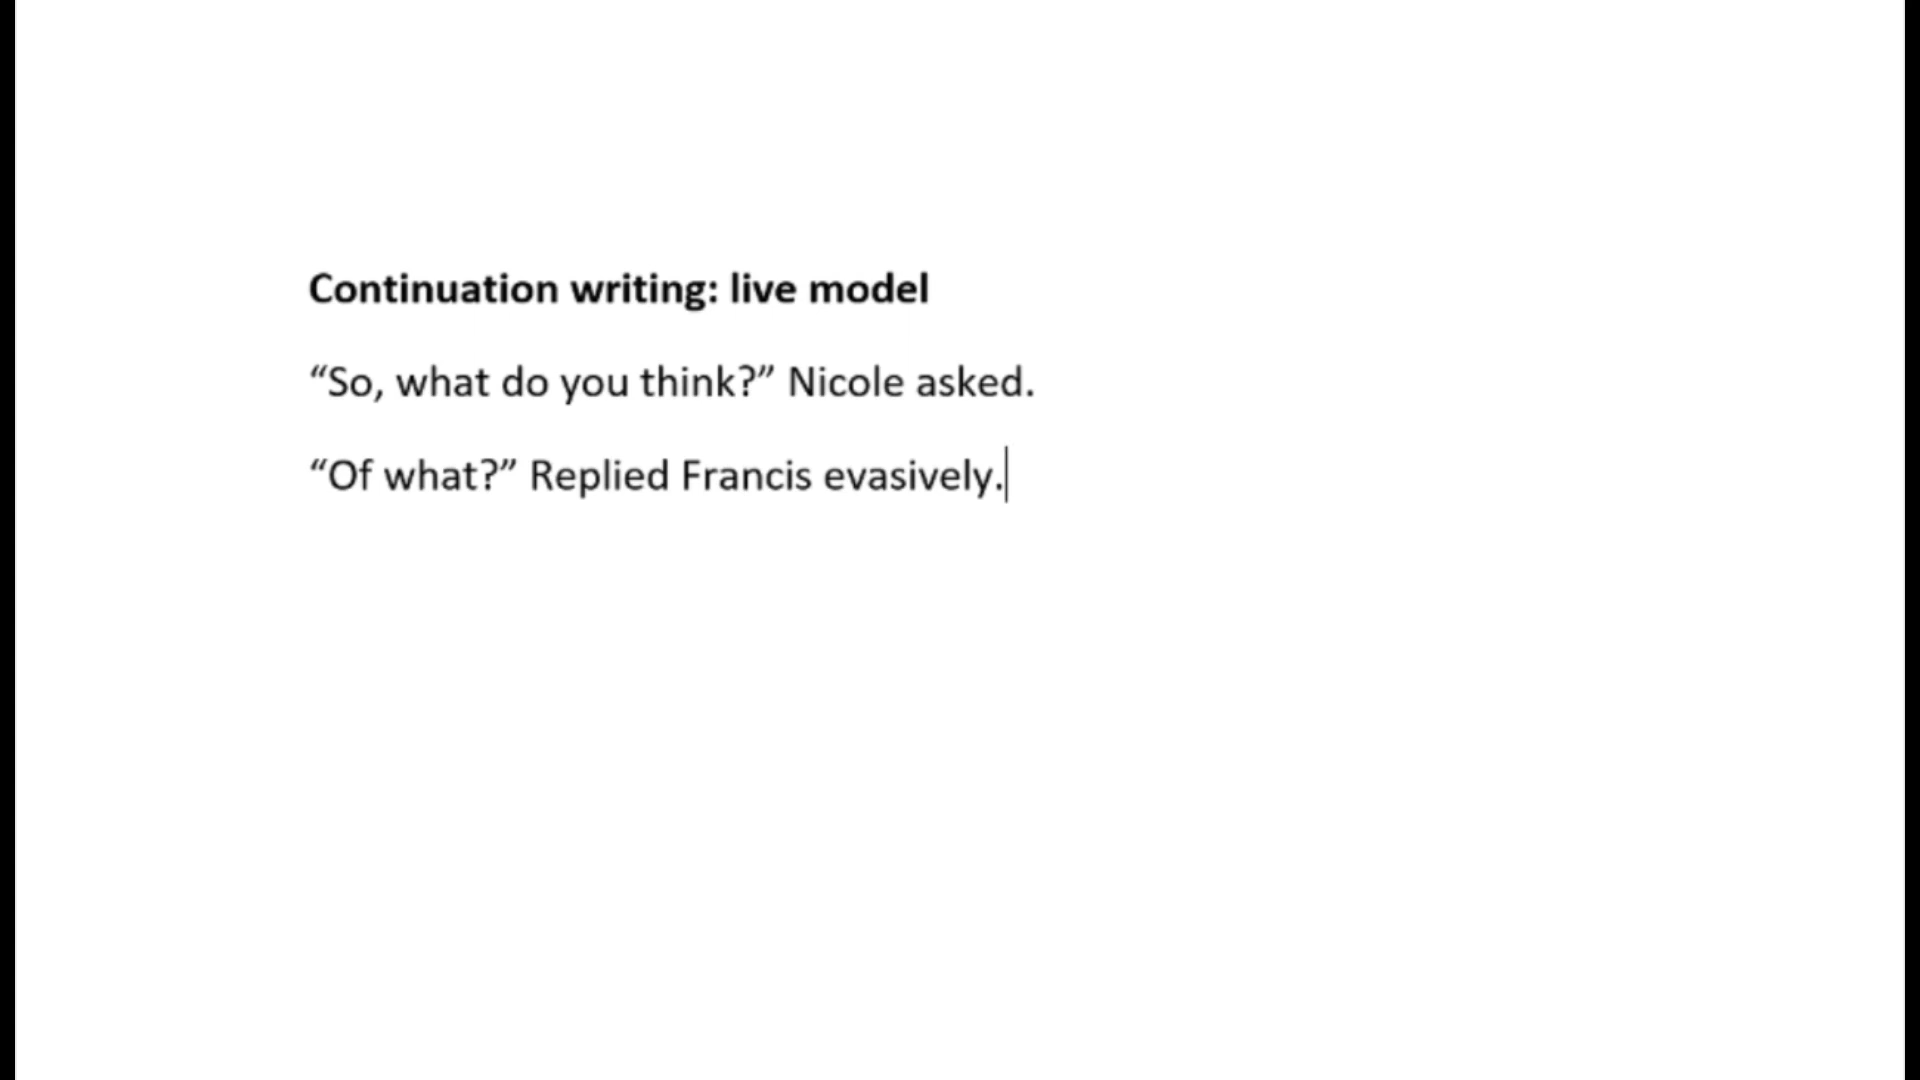 Continuation writing: live model
“So, what do you think?” Nicole asked.
“Of what?” Replied Francis evasively.